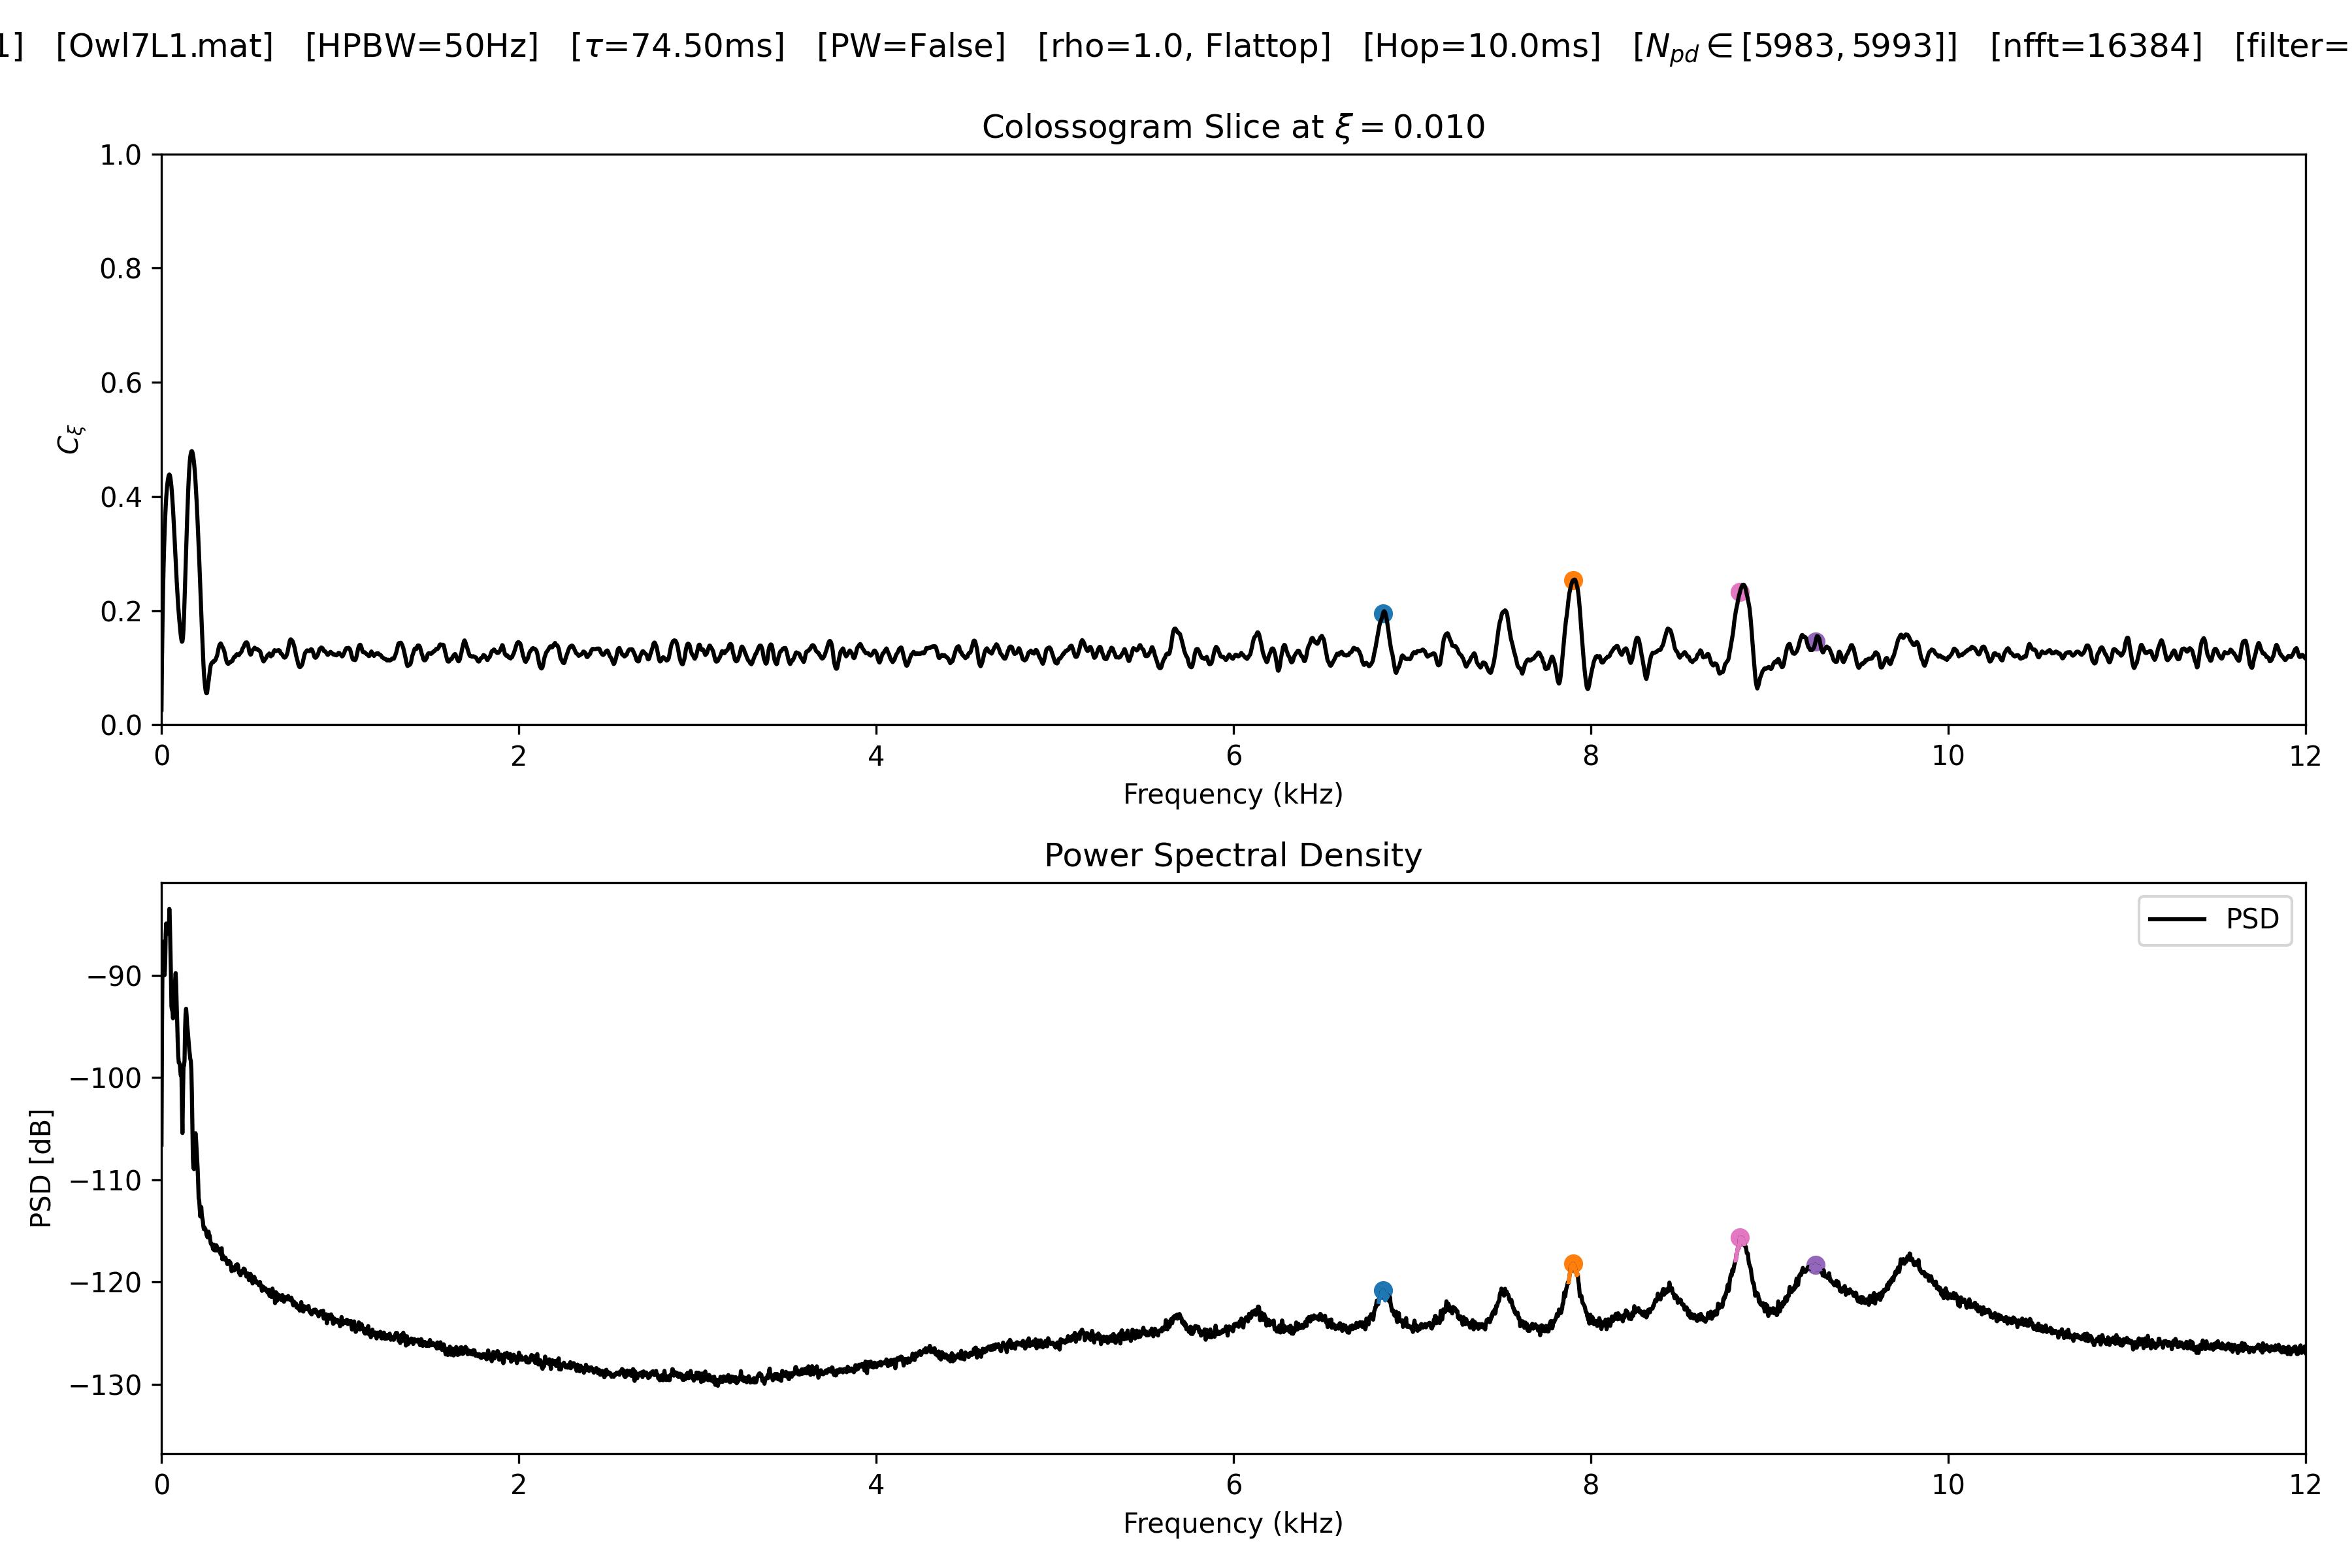 1] [Owl7L1.mat] [HPBW=50Hz] [τ=74.50ms] [PW=False] [rho=1.0, Flattop] [Hop=10.0ms] [N_pd ∈ [5983, 5993]] [nfft=16384] [filter=
Colossogram Slice at ξ = 0.010
1.0
0.8
0.6
0.4
0.2
0.0
C_ξ
0 2 4 6 8 10 12
Frequency (kHz)
Power Spectral Density
PSD
−90
−100
−110
−120
−130
PSD [dB]
0 2 4 6 8 10 12
Frequency (kHz)